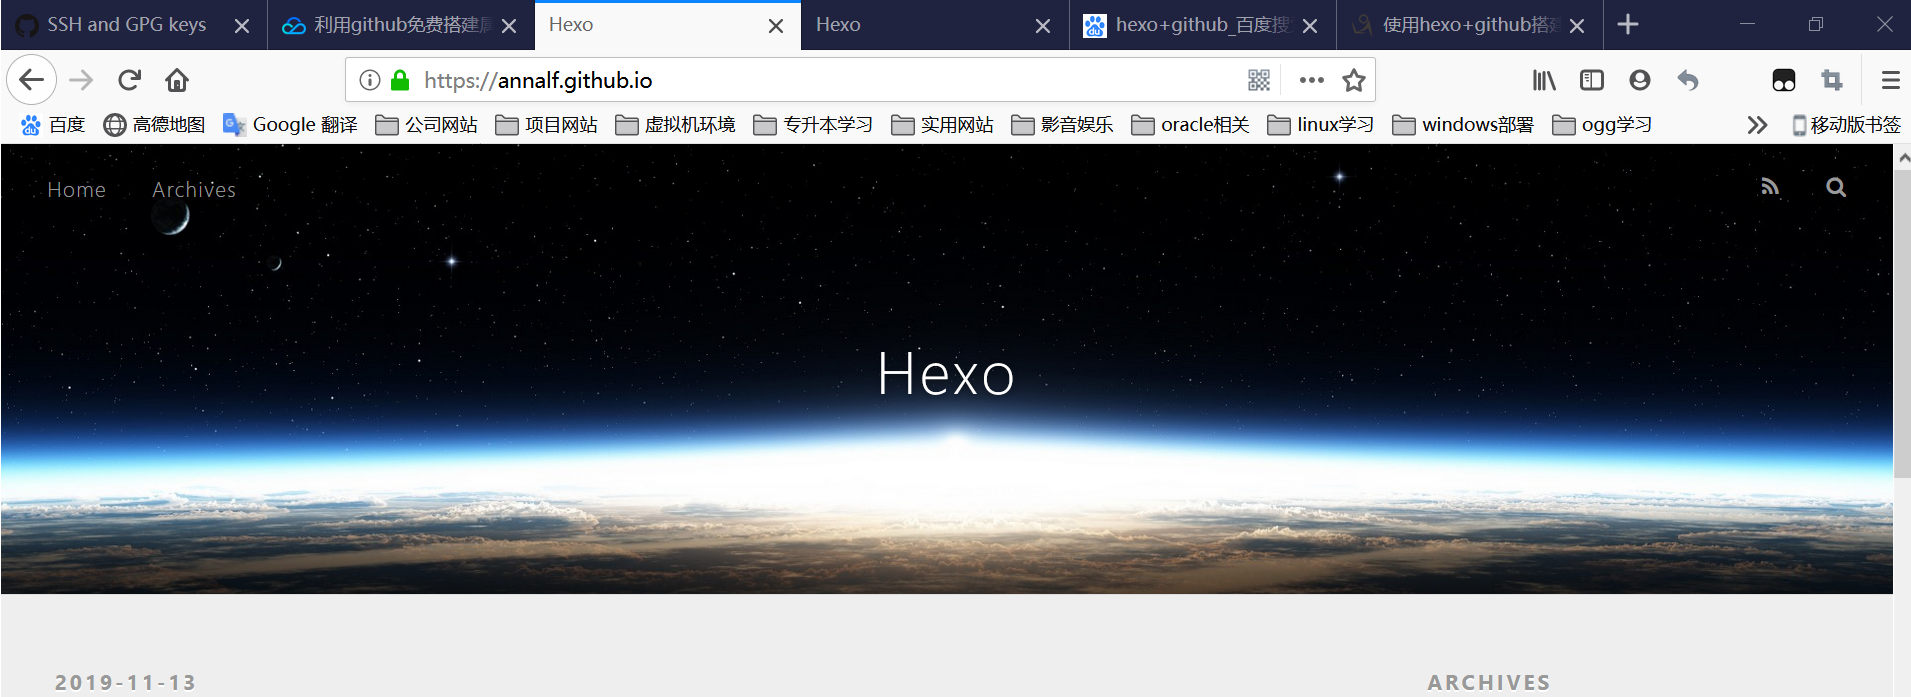 SSH and GPG keys
利用github免费搭建
Hexo
Hexo
hexo+github_百度搜
使用hexo+github搭
https://annalf.github.io
百度 高德地图 Google 翻译 公司网站 项目网站 虚拟机环境 专升本学习 实用网站 影音娱乐 oracle相关 linux学习 windows部署 ogg学习 移动版书签
Home Archives
Hexo
2019-11-13 ARCHIVES